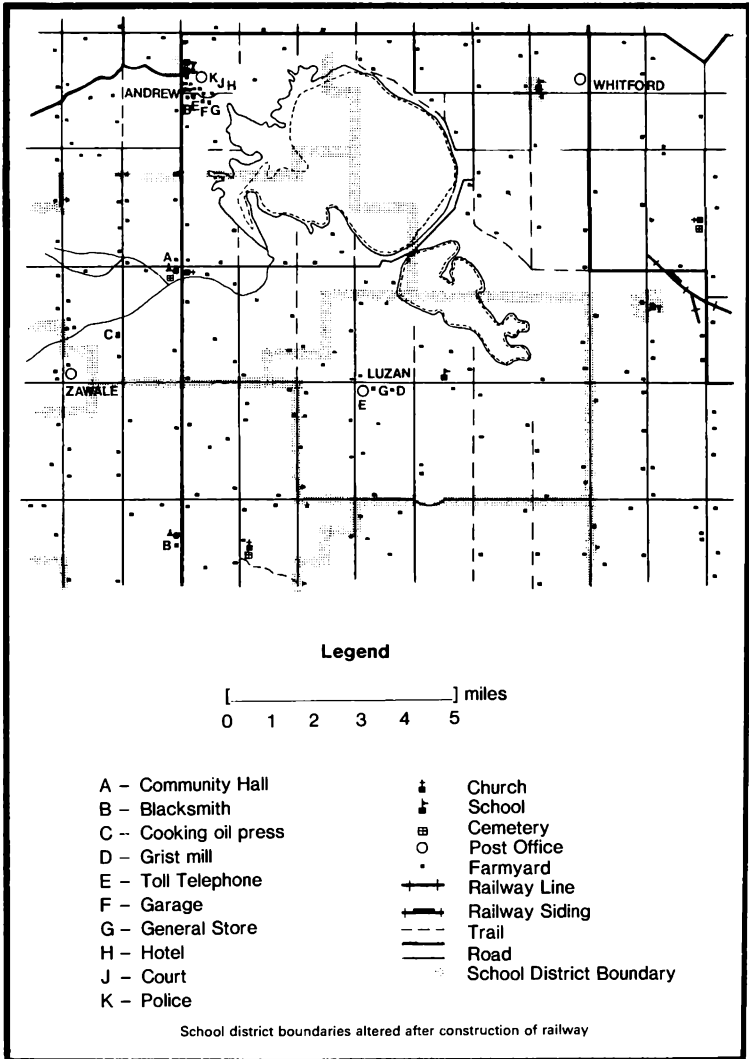 K J H
WHITFORD
ANDREW
B E F G
A
C
ZAWALE
LUZAN
G D
E
B
Legend
[ ] miles
0 1 2 3 4 5
A – Community Hall
B – Blacksmith
C -- Cooking oil press
D – Grist mill
E – Toll Telephone
F – Garage
G – General Store
H – Hotel
J – Court
K – Police
Church
School
Cemetery
Post Office
Farmyard
Railway Line
Railway Siding
Trail
Road
School District Boundary
School district boundaries altered after construction of railway